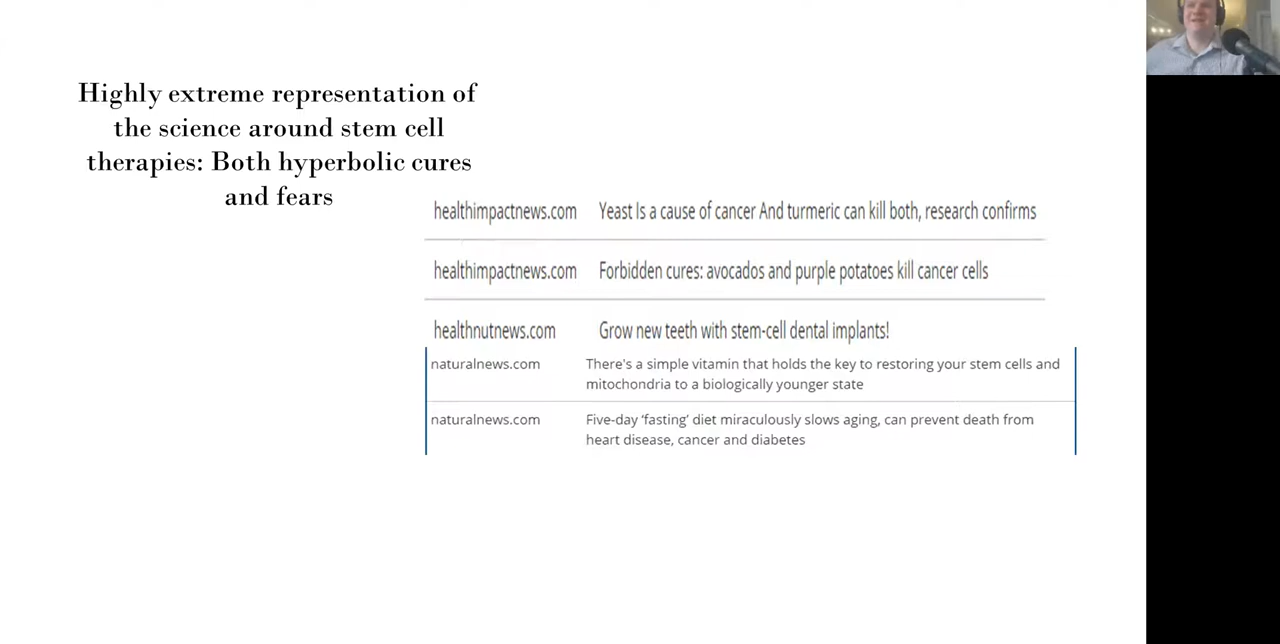 Highly extreme representation of
the science around stem cell
therapies: Both hyperbolic cures
and fears
healthimpactnews.com Yeast Is a cause of cancer And turmeric can kill both, research confirms
healthimpactnews.com Forbidden cures: avocados and purple potatoes kill cancer cells
healthnutnews.com Grow new teeth with stem-cell dental implants!
naturalnews.com There's a simple vitamin that holds the key to restoring your stem cells and
mitochondria to a biologically younger state
naturalnews.com Five-day ‘fasting’ diet miraculously slows aging, can prevent death from
heart disease, cancer and diabetes